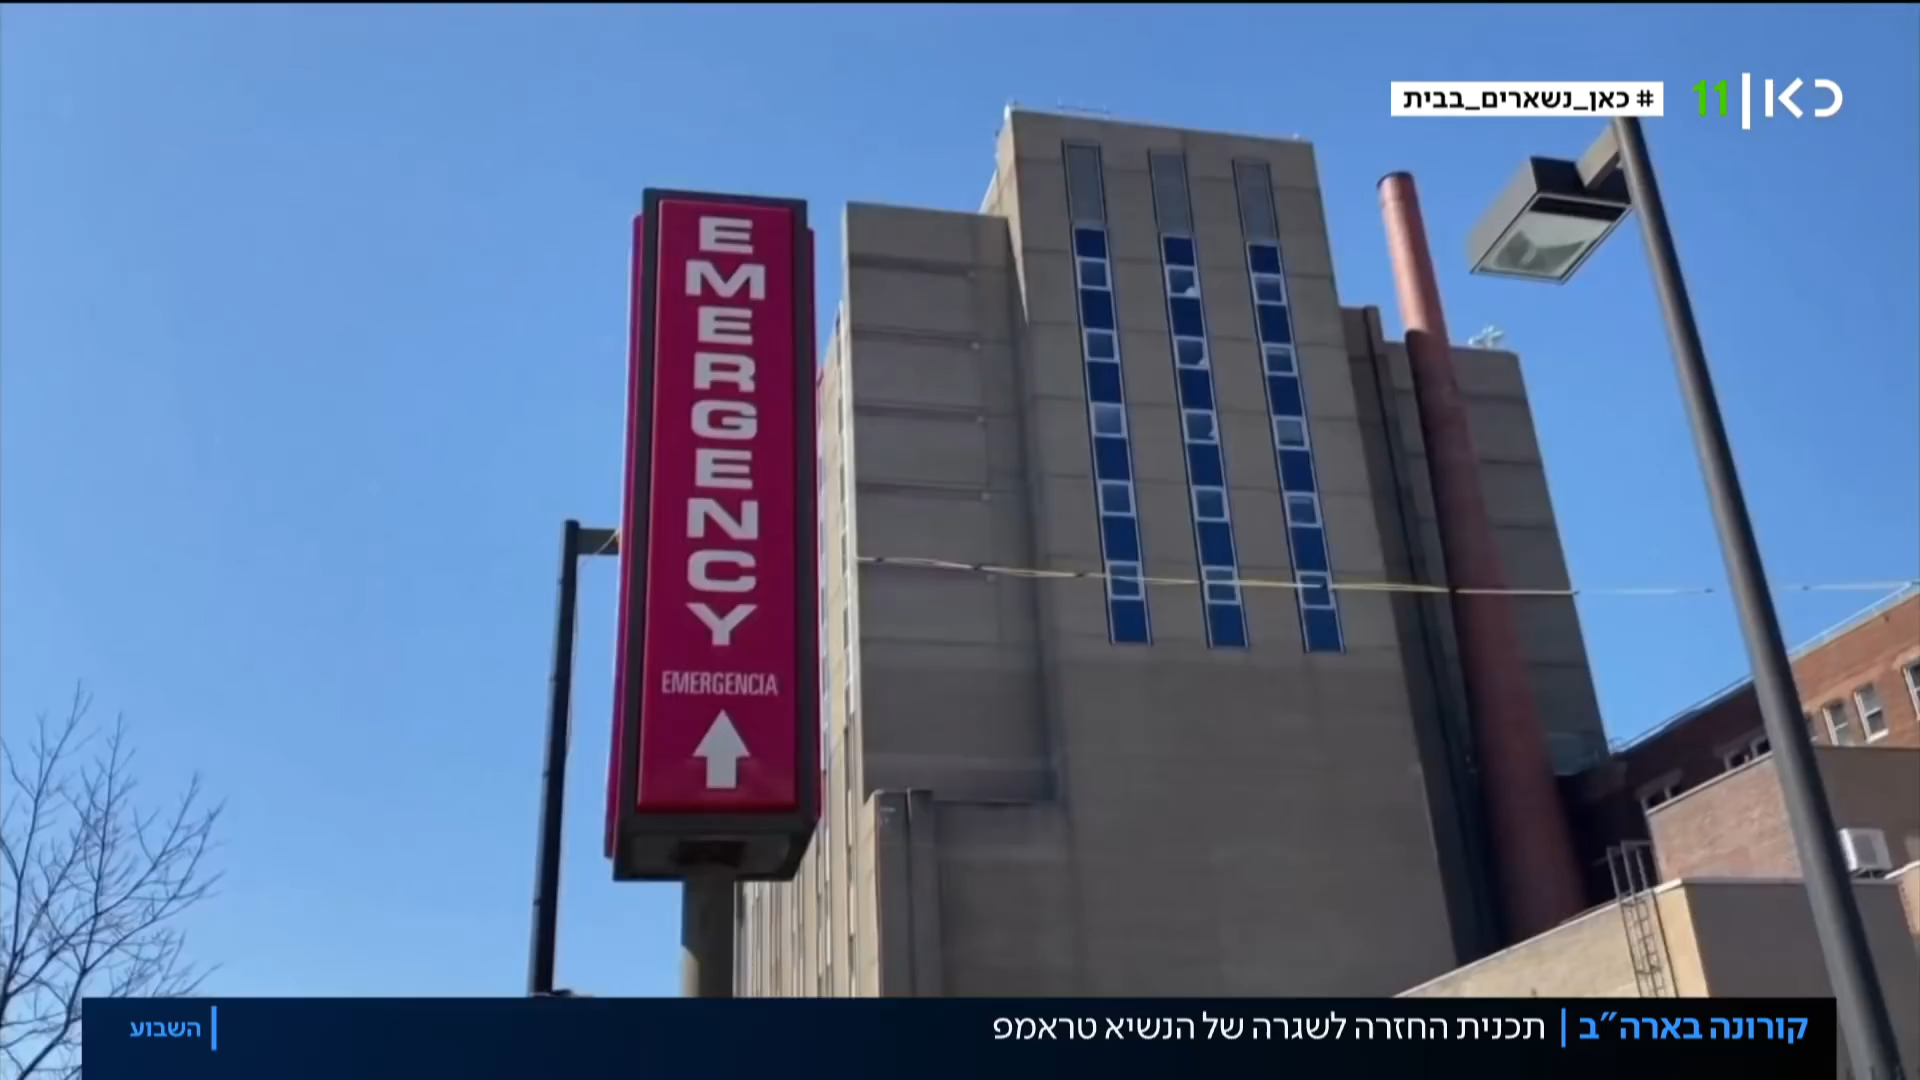 # כאן_נשארים_בבית
כאן | 11
EMERGENCY
EMERGENCIA
קורונה בארה״ב | תכנית החזרה לשגרה של הנשיא טראמפ
השבוע